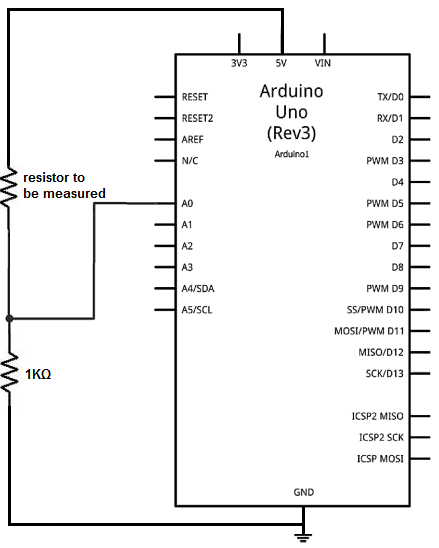 3V3
5V
VIN
Arduino
Uno
(Rev3)
Arduino1
RESET
RESET2
AREF
N/C
A0
A1
A2
A3
A4/SDA
A5/SCL
TX/D0
RX/D1
D2
PWM D3
D4
PWM D5
PWM D6
D7
D8
PWM D9
SS/PWM D10
MOSI/PWM D11
MISO/D12
SCK/D13
ICSP2 MISO
ICSP2 SCK
ICSP MOSI
GND
resistor to
be measured
1KΩ